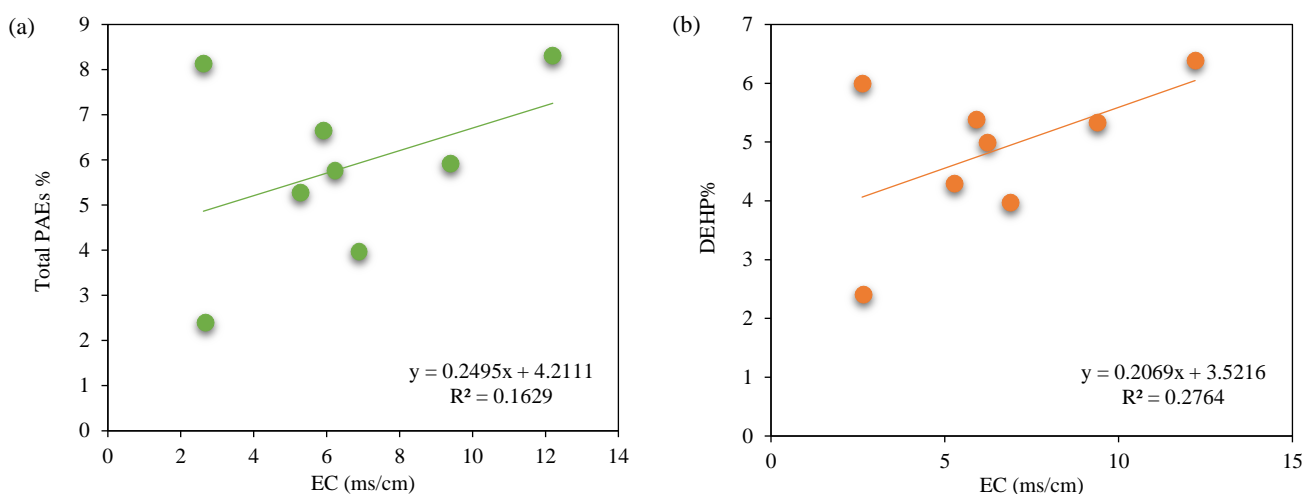 (a)
9
8
7
6
5
4
3
2
1
0
Total PAEs %
y = 0.2495x + 4.2111
R² = 0.1629
0 2 4 6 8 10 12 14
EC (ms/cm)
(b)
7
6
5
4
3
2
1
0
DEHP%
y = 0.2069x + 3.5216
R² = 0.2764
0 5 10 15
EC (ms/cm)